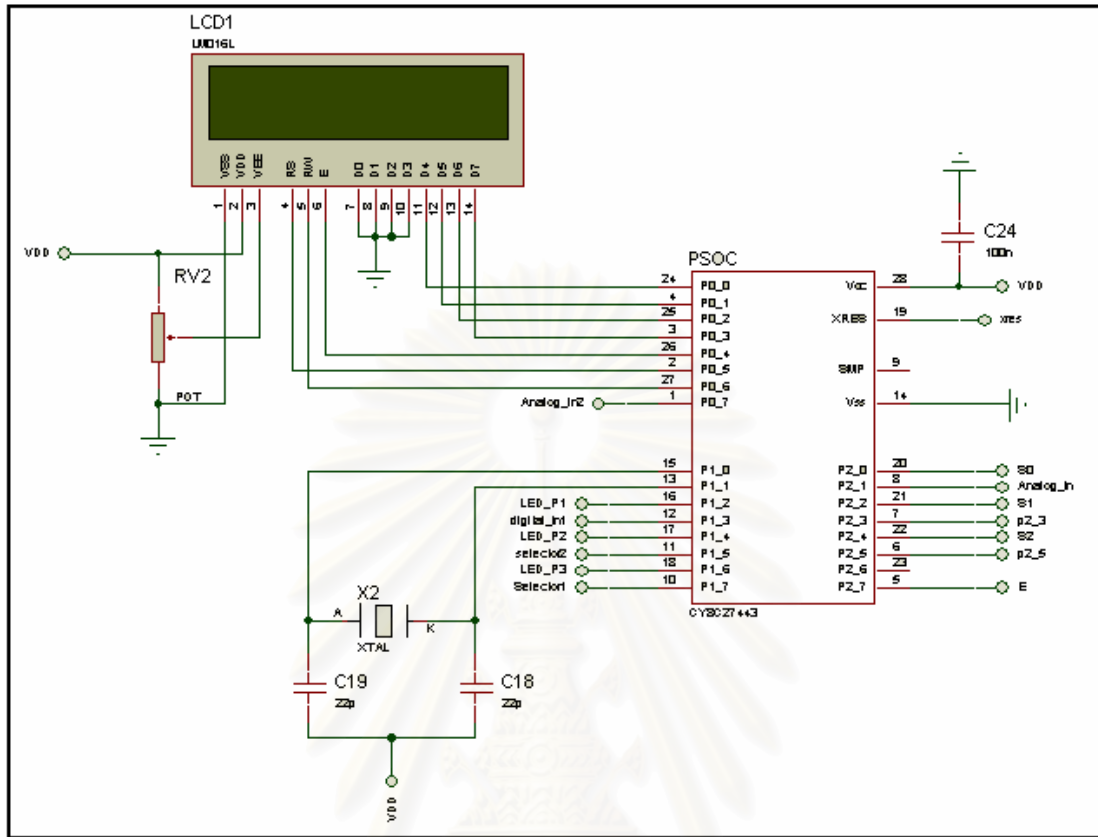 LCD1
LM016L
VSS VDD VEE RS RW E D0 D1 D2 D3 D4 D5 D6 D7
1 2 3 4 5 6 7 8 9 10 11 12 13 14
VDD
RV2
POT
C24
100n
PSOC
24 P0_0 Vcc 28 VDD
4 P0_1
25 P0_2 XRES 19 xres
3 P0_3
26 P0_4
2 P0_5 SMP 9
27 P0_6
Analog_in2 1 P0_7 Vss 14
15 P1_0 P2_0 20 S0
13 P1_1 P2_1 8 Analog_in
LED_P1 16 P1_2 P2_2 21 S1
digital_in1 12 P1_3 P2_3 7 p2_3
LED_P2 17 P1_4 P2_4 22 S2
selector2 11 P1_5 P2_5 6 p2_5
LED_P3 18 P1_6 P2_6 23
Selector1 10 P1_7 P2_7 5 E
CY8C27443
X2
A K
XTAL
C19
22p
C18
22p
VDD